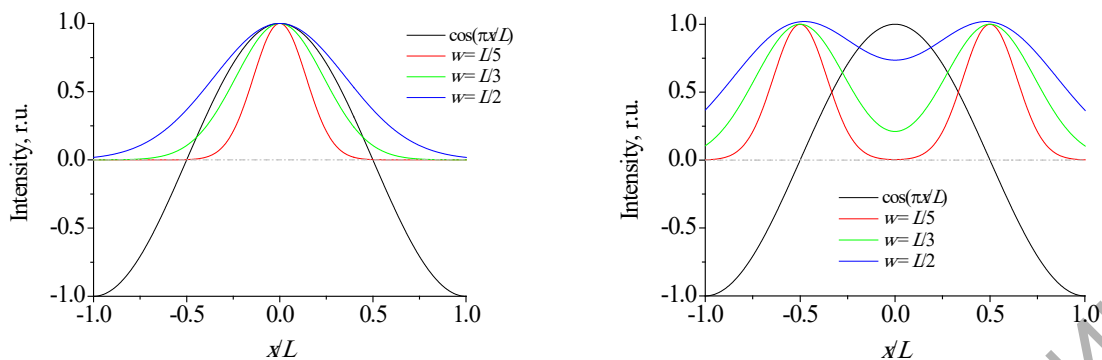 1.0
0.5
0.0
-0.5
-1.0
-1.0 -0.5 0.0 0.5 1.0
x/L
Intensity, r.u.
cos(πx/L)
w= L/5
w= L/3
w= L/2
1.0
0.5
0.0
-0.5
-1.0
-1.0 -0.5 0.0 0.5 1.0
x/L
Intensity, r.u.
cos(πx/L)
w= L/5
w= L/3
w= L/2